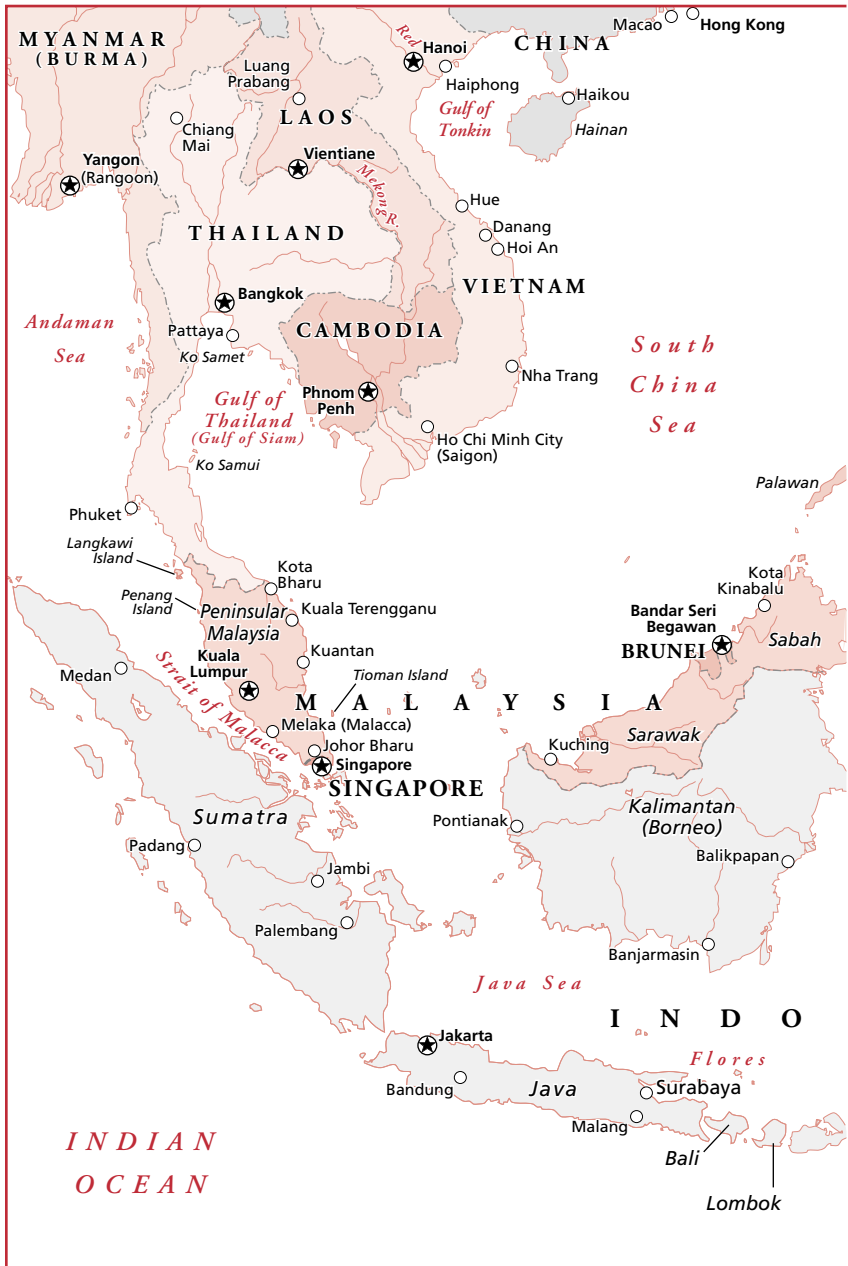 MYANMAR
(BURMA)
Red
Hanoi
CHINA
Macao
Hong Kong
Luang
Prabang
Haiphong
Gulf of
Tonkin
Haikou
Hainan
LAOS
Chiang
Mai
Yangon
(Rangoon)
Vientiane
Mekong R.
Hue
Danang
Hoi An
THAILAND
VIETNAM
Bangkok
Andaman
Sea
Pattaya
Ko Samet
CAMBODIA
South
China
Sea
Nha Trang
Phnom
Penh
Gulf of
Thailand
(Gulf of Siam)
Ho Chi Minh City
(Saigon)
Ko Samui
Palawan
Phuket
Langkawi
Island
Kota
Bharu
Penang
Island
Peninsular
Malaysia
Kuala Terengganu
Kota
Kinabalu
Bandar Seri
Begawan
BRUNEI
Sabah
Kuantan
Kuala
Lumpur
Medan
Strait of Malacca
Tioman Island
MALAYSIA
Melaka (Malacca)
Johor Bharu
Singapore
SINGAPORE
Kuching
Sarawak
Sumatra
Kalimantan
(Borneo)
Pontianak
Padang
Balikpapan
Jambi
Palembang
Banjarmasin
Java Sea
INDO
Jakarta
Flores
Bandung
Java
Surabaya
Malang
Bali
Lombok
INDIAN
OCEAN